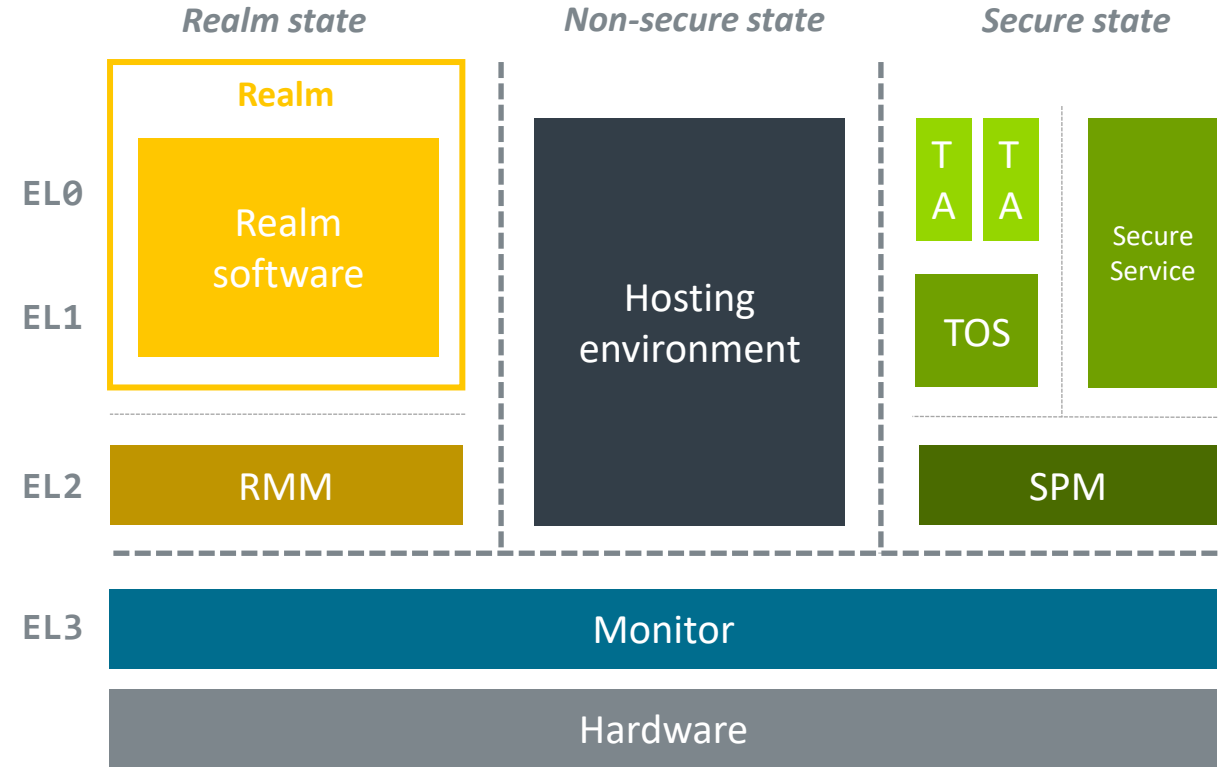 Realm state
Non-secure state
Secure state
Realm
Realm
software
EL0
EL1
EL2
EL3
Hosting
environment
T
A
T
A
TOS
Secure
Service
RMM
SPM
Monitor
Hardware